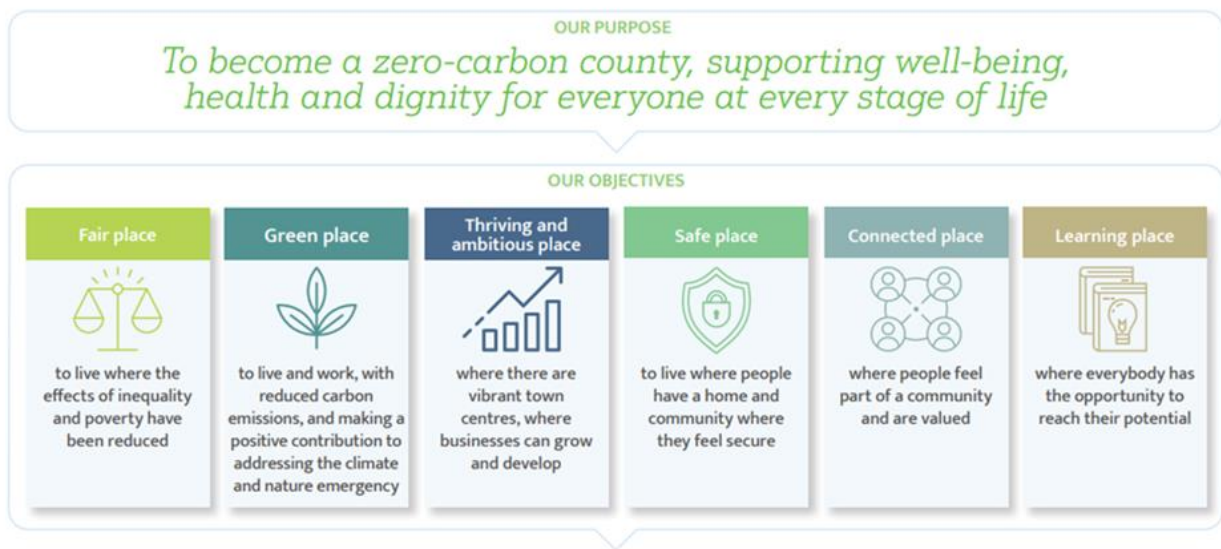 OUR PURPOSE
To become a zero-carbon county, supporting well-being,
health and dignity for everyone at every stage of life
OUR OBJECTIVES
Fair place
to live where the
effects of inequality
and poverty have
been reduced
Green place
to live and work, with
reduced carbon
emissions, and making a
positive contribution to
addressing the climate
and nature emergency
Thriving and
ambitious place
where there are
vibrant town
centres, where
businesses can grow
and develop
Safe place
to live where people
have a home and
community where
they feel secure
Connected place
where people feel
part of a community
and are valued
Learning place
where everybody has
the opportunity to
reach their potential